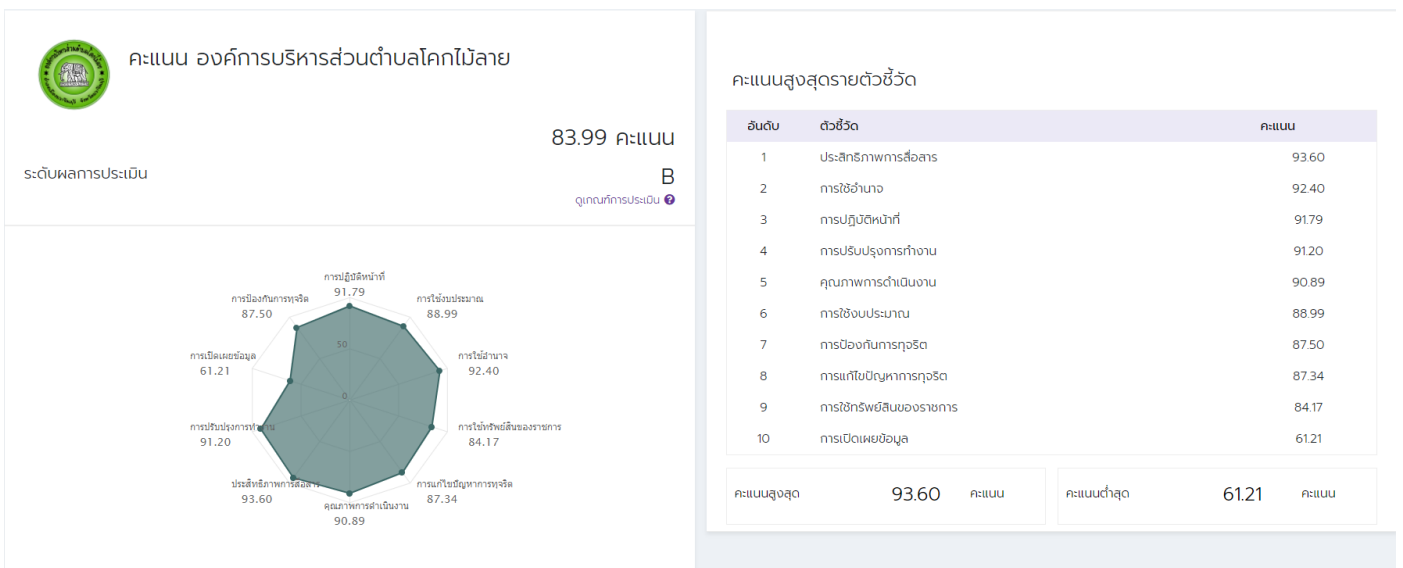 คะแนน องค์การบริหารส่วนตำบลโคกไม้ลาย
83.99 คะแนน
ระดับผลการประเมิน
B
ดูเกณฑ์การประเมิน
การปฏิบัติหน้าที่
91.79
การป้องกันการทุจริต
87.50
การใช้งบประมาณ
88.99
50
การเปิดเผยข้อมูล
61.21
การใช้อำนาจ
92.40
0
การปรับปรุงการทำงาน
91.20
การใช้ทรัพย์สินของราชการ
84.17
ประสิทธิภาพการสื่อสาร
93.60
การแก้ไขปัญหาการทุจริต
87.34
คุณภาพการดำเนินงาน
90.89
คะแนนสูงสุดรายตัวชี้วัด
อันดับ ตัวชี้วัด คะแนน
1 ประสิทธิภาพการสื่อสาร 93.60
2 การใช้อำนาจ 92.40
3 การปฏิบัติหน้าที่ 91.79
4 การปรับปรุงการทำงาน 91.20
5 คุณภาพการดำเนินงาน 90.89
6 การใช้งบประมาณ 88.99
7 การป้องกันการทุจริต 87.50
8 การแก้ไขปัญหาการทุจริต 87.34
9 การใช้ทรัพย์สินของราชการ 84.17
10 การเปิดเผยข้อมูล 61.21
คะแนนสูงสุด 93.60 คะแนน
คะแนนต่ำสุด 61.21 คะแนน